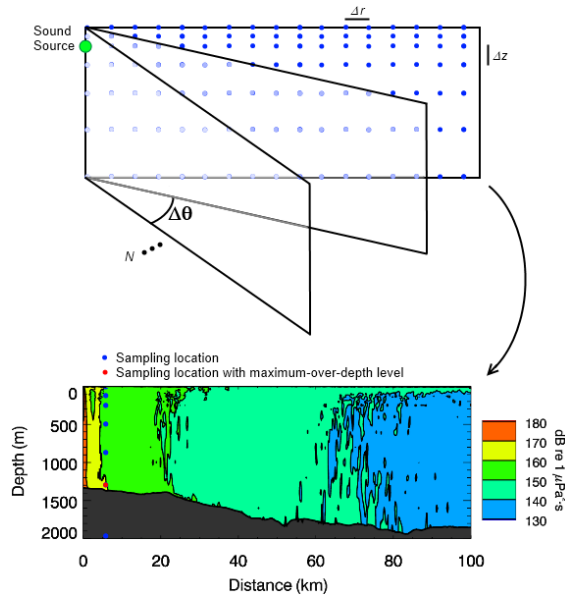 Δr
Sound
Source
Δz
Δθ
N
Sampling location
Sampling location with maximum-over-depth level
0
500
1000
1500
2000
Depth (m)
0 20 40 60 80 100
Distance (km)
180
170
160
150
140
130
dB re 1 μPa²·s